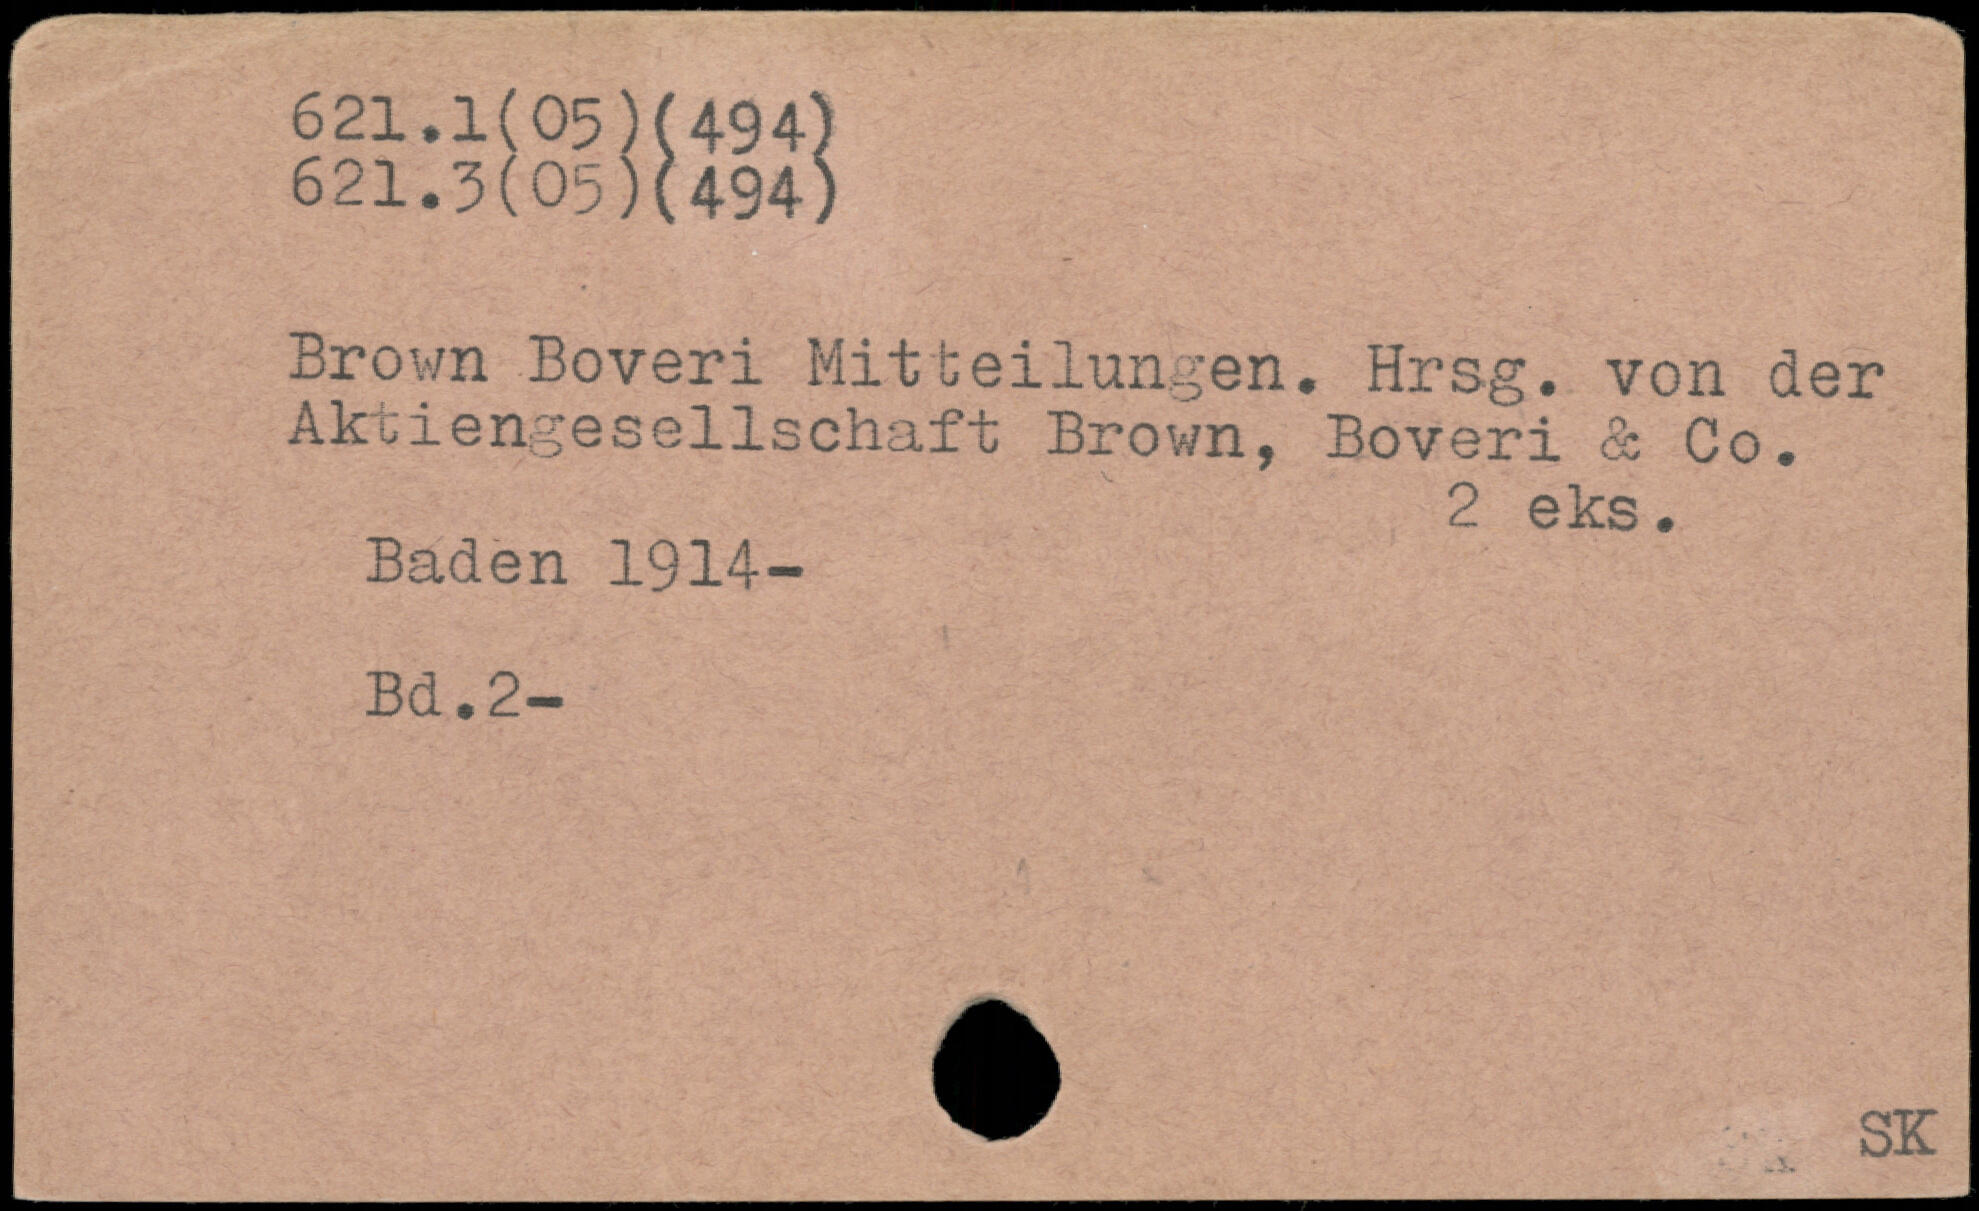 621.1(05)(494)
621.3(05)(494)
Brown Boveri Mitteilungen. Hrsg. von der
Aktiengesellschaft Brown, Boveri & Co.
2 eks.
Baden 1914-
Bd.2-
SK